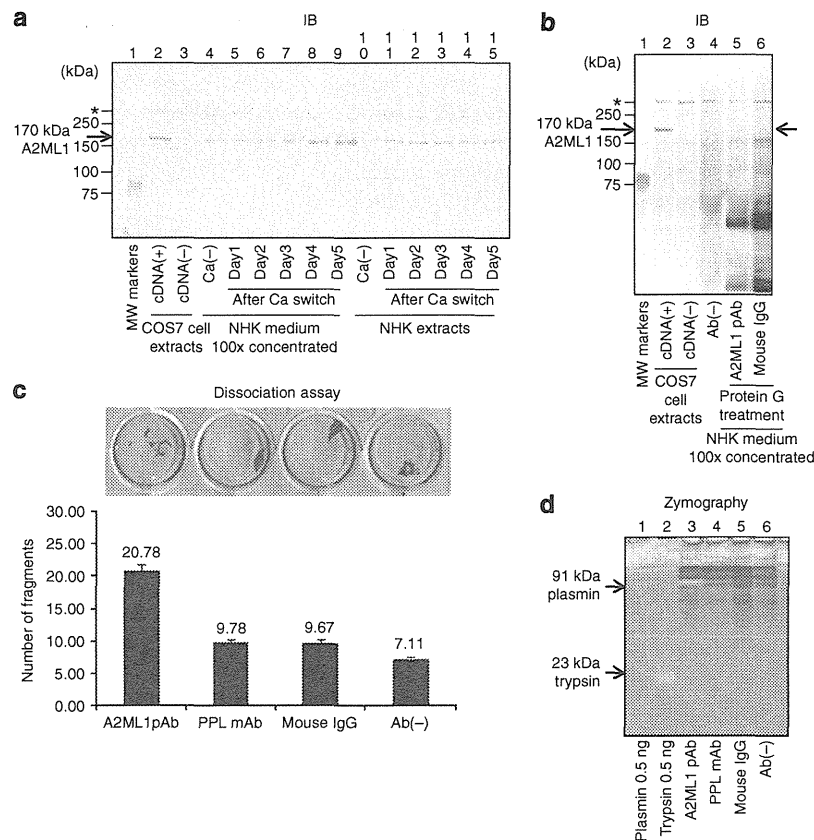 a
IB
1 2 3 4 5 6 7 8 9 10 11 12 13 14 15
(kDa)
*
250
170 kDa
A2ML1
150
100
75
MW markers
cDNA(+)
cDNA(–)
Ca(–)
Day1
Day2
Day3
Day4
Day5
Ca(–)
Day1
Day2
Day3
Day4
Day5
After Ca switch
After Ca switch
COS7 cell
extracts
NHK medium
100x concentrated
NHK extracts
b
IB
1 2 3 4 5 6
(kDa)
*
250
170 kDa
A2ML1
150
100
75
MW markers
cDNA(+)
cDNA(–)
Ab(–)
A2ML1 pAb
Mouse IgG
COS7
cell
extracts
Protein G
treatment
NHK medium
100x concentrated
c
Dissociation assay
Number of fragments
30.00
25.00
20.00
15.00
10.00
5.00
0.00
20.78
9.78
9.67
7.11
A2ML1pAb
PPL mAb
Mouse IgG
Ab(–)
d
Zymography
1 2 3 4 5 6
91 kDa
plasmin
23 kDa
trypsin
Plasmin 0.5 ng
Trypsin 0.5 ng
A2ML1 pAb
PPL mAb
Mouse IgG
Ab(–)